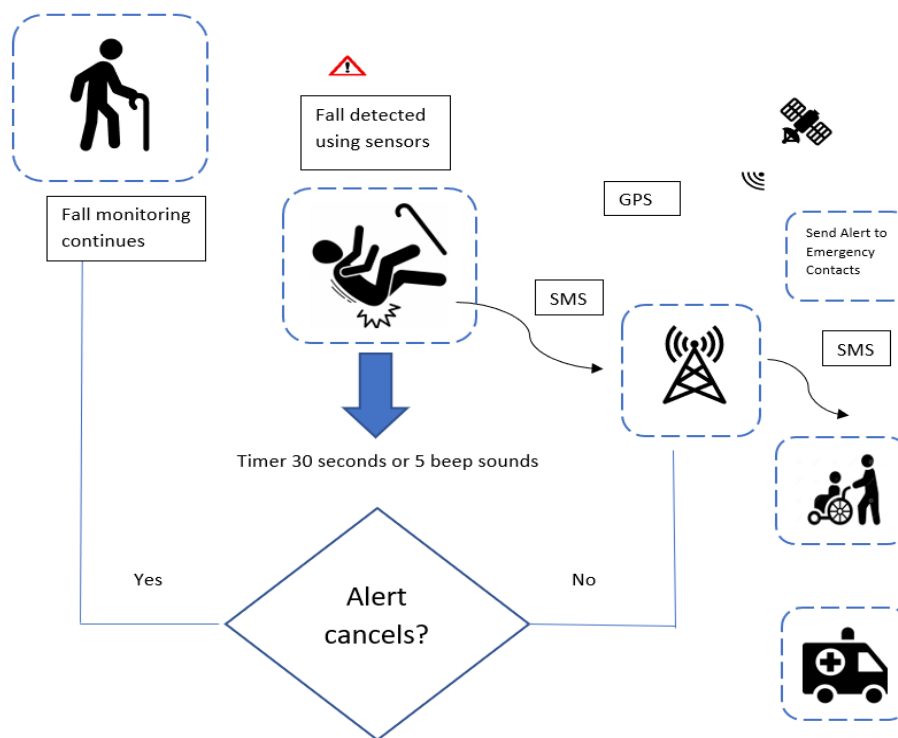 Fall detected
using sensors
Fall monitoring
continues
GPS
Send Alert to
Emergency
Contacts
SMS
SMS
Timer 30 seconds or 5 beep sounds
Yes
No
Alert
cancels?